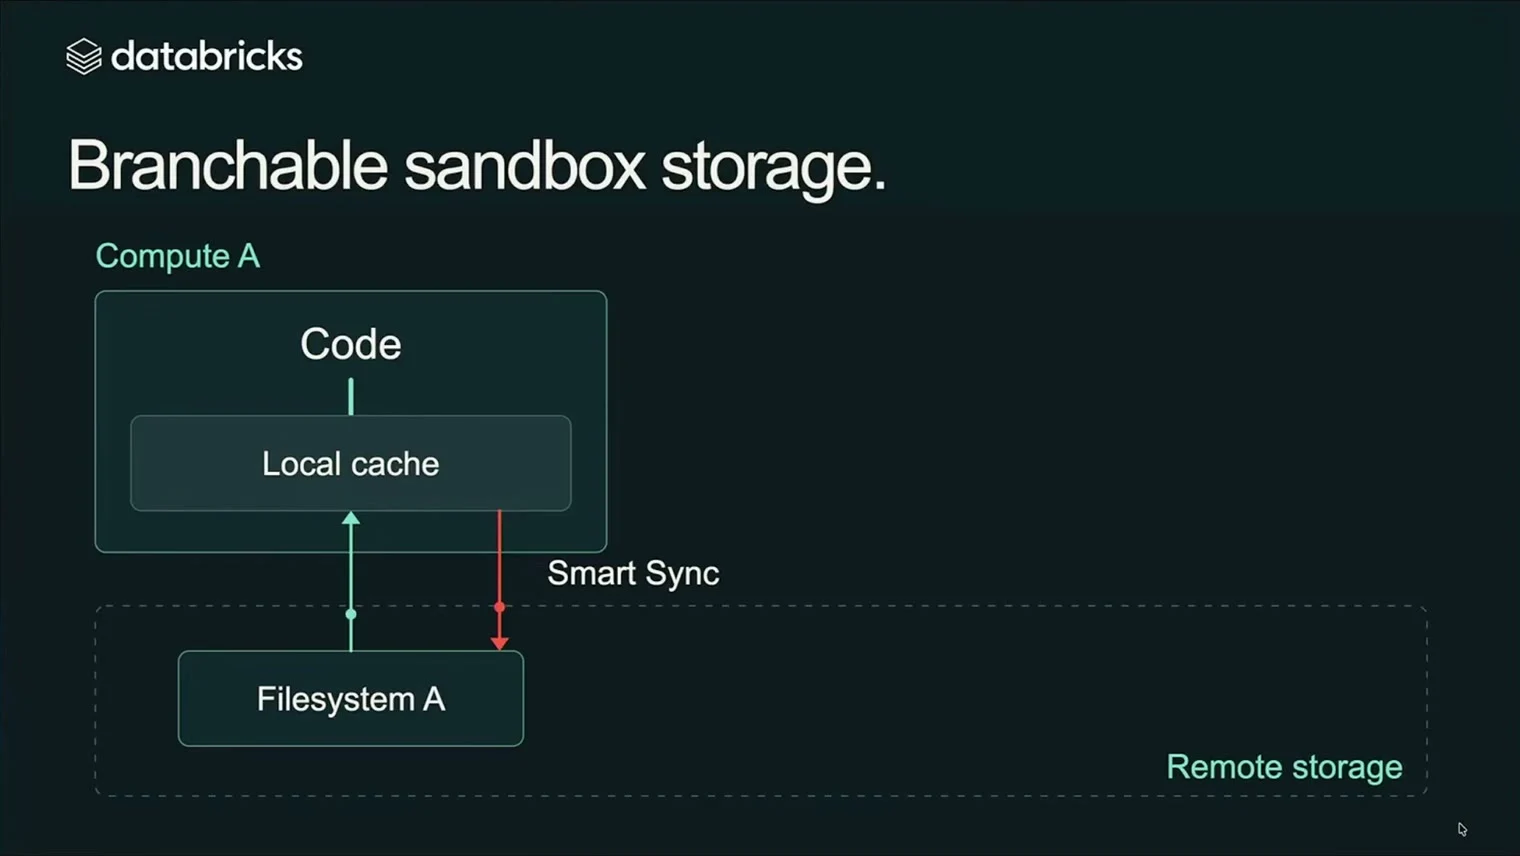 databricks
Branchable sandbox storage.
Compute A
Code
Local cache
Smart Sync
Filesystem A
Remote storage